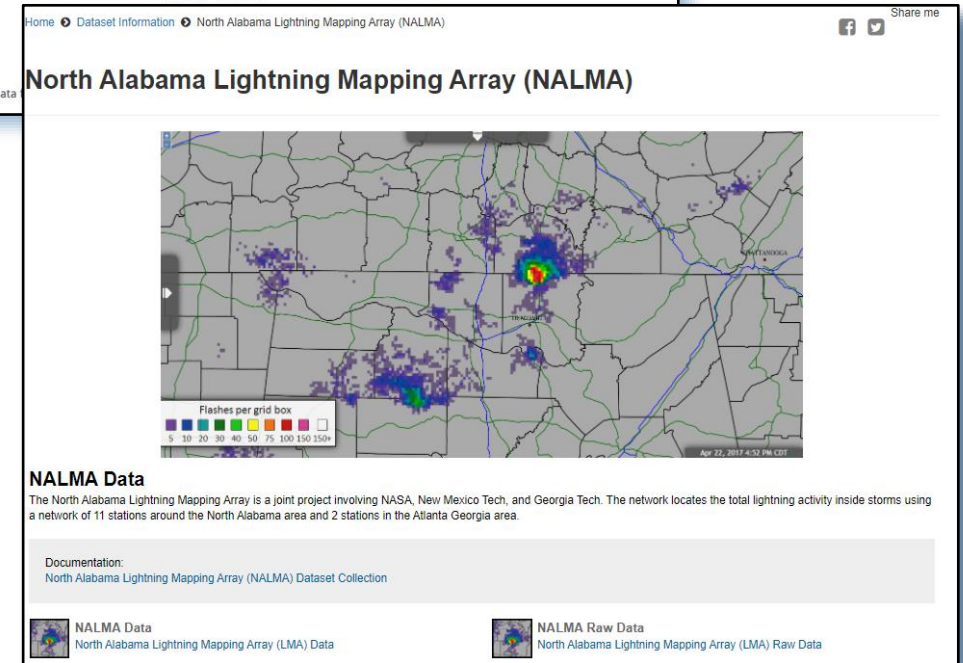 Home Dataset Information North Alabama Lightning Mapping Array (NALMA)
Share me
ata
North Alabama Lightning Mapping Array (NALMA)
Flashes per grid box
5 10 20 30 40 50 75 100 150 150+
Apr 22, 2017 4:52 PM CDT
NALMA Data
The North Alabama Lightning Mapping Array is a joint project involving NASA, New Mexico Tech, and Georgia Tech. The network locates the total lightning activity inside storms using
a network of 11 stations around the North Alabama area and 2 stations in the Atlanta Georgia area.
Documentation:
North Alabama Lightning Mapping Array (NALMA) Dataset Collection
NALMA Data
North Alabama Lightning Mapping Array (LMA) Data
NALMA Raw Data
North Alabama Lightning Mapping Array (LMA) Raw Data